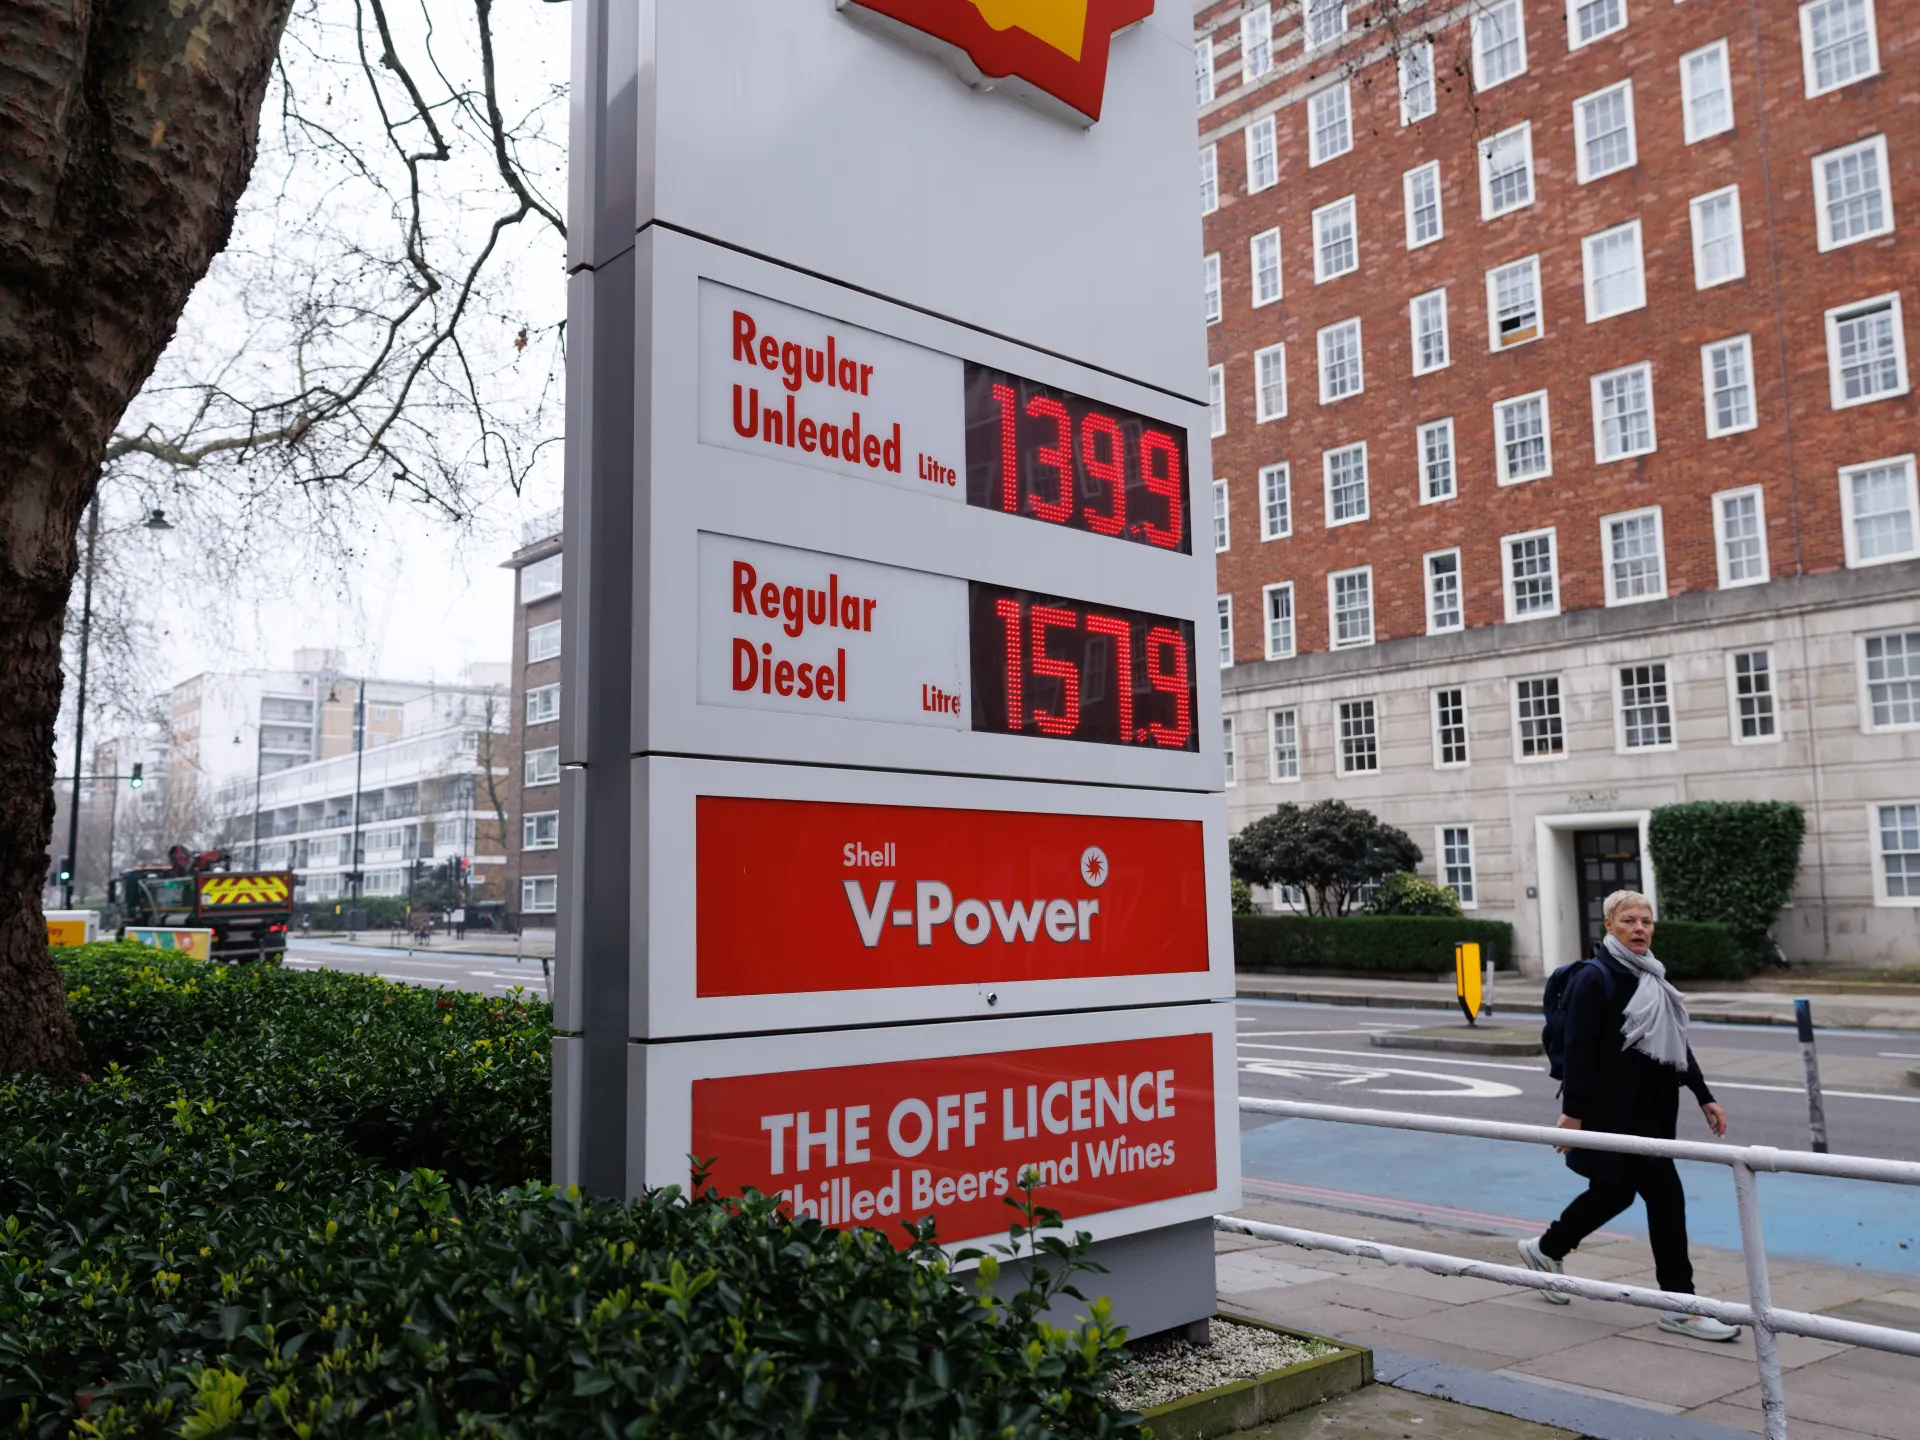 Regular
Unleaded Litre 139.9
Regular
Diesel Litre 157.9
Shell
V-Power
THE OFF LICENCE
Chilled Beers and Wines